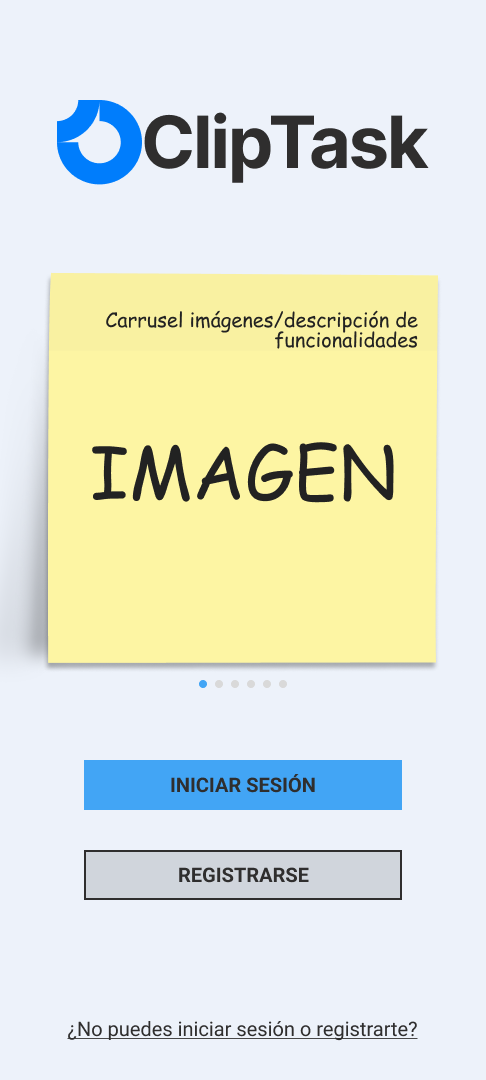 ClipTask
Carrusel imágenes/descripción de
funcionalidades
IMAGEN
INICIAR SESIÓN
REGISTRARSE
¿No puedes iniciar sesión o registrarte?